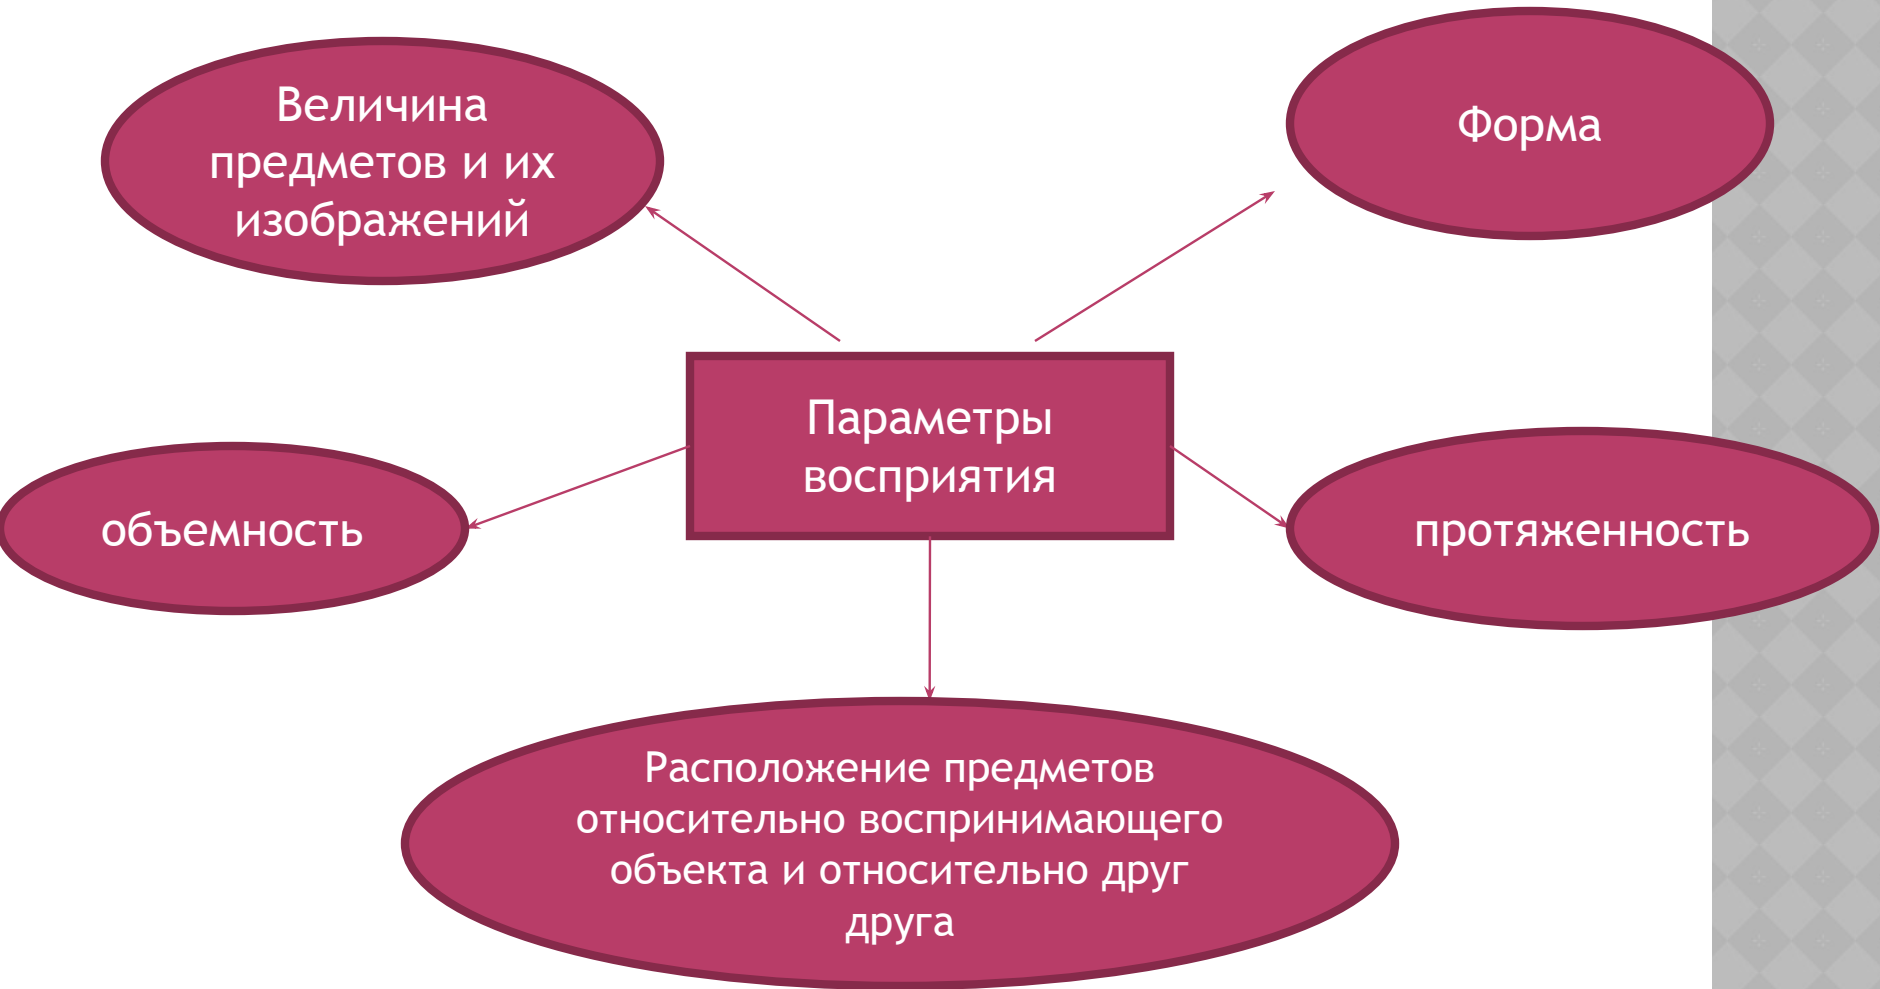 Величина
предметов и их
изображений
Форма
Параметры
восприятия
объемность
протяженность
Расположение предметов
относительно воспринимающего
объекта и относительно друг
друга